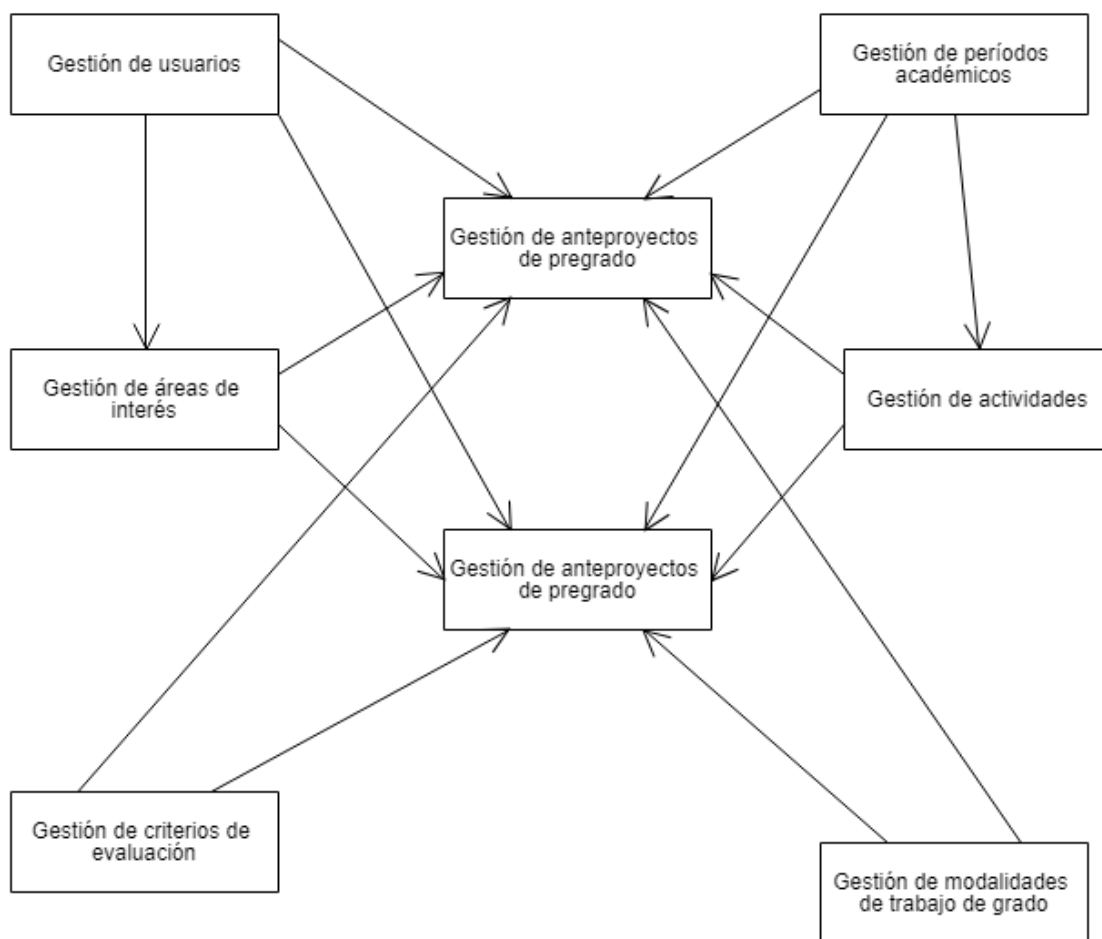 Gestión de usuarios
Gestión de períodos
académicos
Gestión de anteproyectos
de pregrado
Gestión de áreas de
interés
Gestión de actividades
Gestión de anteproyectos
de pregrado
Gestión de criterios de
evaluación
Gestión de modalidades
de trabajo de grado